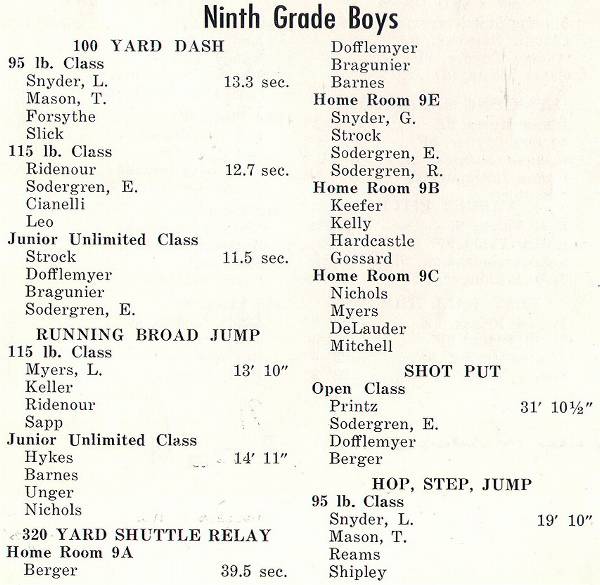 Ninth Grade Boys
100 YARD DASH
95 lb. Class
Snyder, L. 13.3 sec.
Mason, T.
Forsythe
Slick
115 lb. Class
Ridenour 12.7 sec.
Sodergren, E.
Cianelli
Leo
Junior Unlimited Class
Strock 11.5 sec.
Dofflemyer
Bragunier
Sodergren, E.
RUNNING BROAD JUMP
115 lb. Class
Myers, L. 13′ 10″
Keller
Ridenour
Sapp
Junior Unlimited Class
Hykes 14′ 11″
Barnes
Unger
Nichols
320 YARD SHUTTLE RELAY
Home Room 9A
Berger 39.5 sec.
Dofflemyer
Bragunier
Barnes
Home Room 9E
Snyder, G.
Strock
Sodergren, E.
Sodergren, R.
Home Room 9B
Keefer
Kelly
Hardcastle
Gossard
Home Room 9C
Nichols
Myers
DeLauder
Mitchell
SHOT PUT
Open Class
Printz 31′ 10½″
Sodergren, E.
Dofflemyer
Berger
HOP, STEP, JUMP
95 lb. Class
Snyder, L. 19′ 10″
Mason, T.
Reams
Shipley